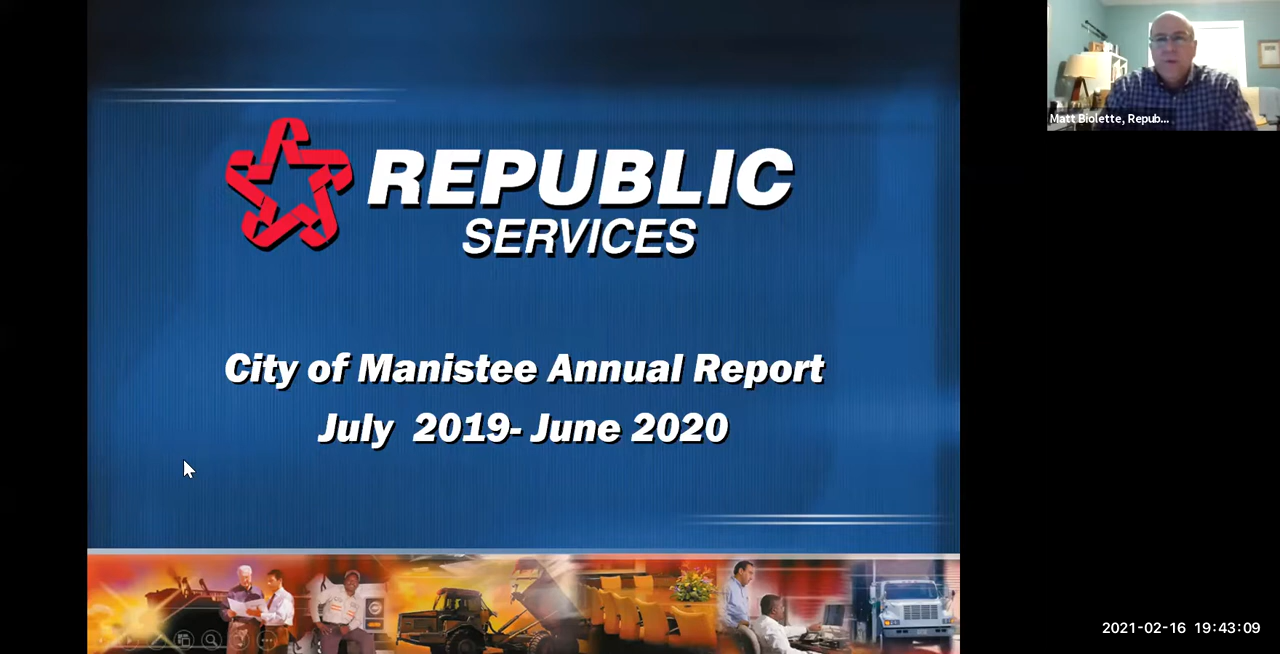 REPUBLIC
SERVICES
City of Manistee Annual Report
July 2019- June 2020
Matt Biolette, Repub...
2021-02-16 19:43:09